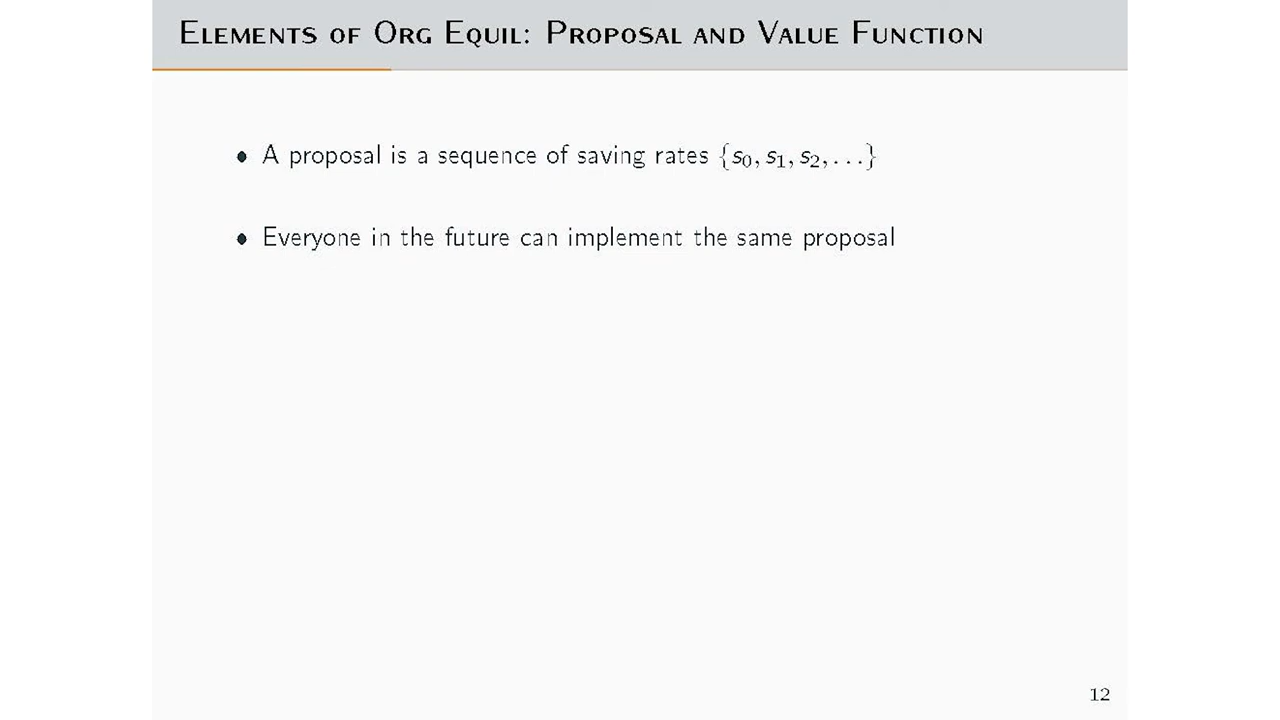 Elements of Org Equil: Proposal and Value Function
• A proposal is a sequence of saving rates {s₀, s₁, s₂, . . .}
• Everyone in the future can implement the same proposal
12